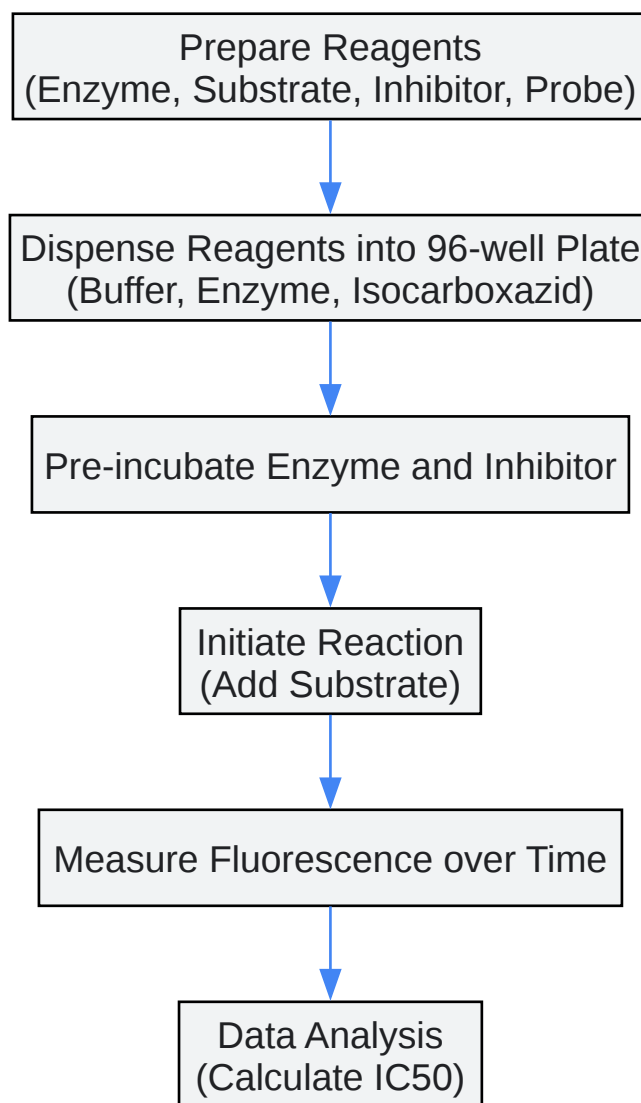 Prepare Reagents
(Enzyme, Substrate, Inhibitor, Probe)
Dispense Reagents into 96-well Plate
(Buffer, Enzyme, Isocarboxazid)
Pre-incubate Enzyme and Inhibitor
Initiate Reaction
(Add Substrate)
Measure Fluorescence over Time
Data Analysis
(Calculate IC50)